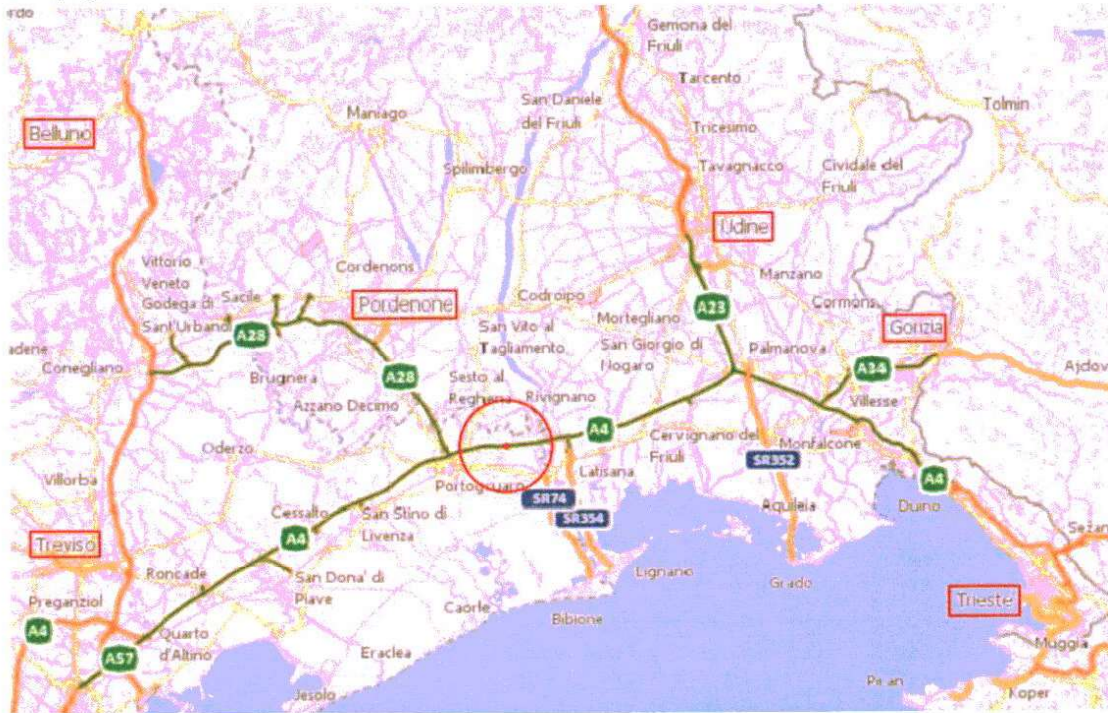 ordo
Gemona del
Friuli
Tarcento
Tolmin
San Daniele
del Friuli
Maniago
Tricesimo
Belluno
Spilimbergo
Tavagnacco
Cividale del
Friuli
Udine
Vittorio
Veneto
Cordenons
Manzano
Godega di
Sacile
Pordenone
Codroipo
Cormòns
Sant'Urbano
A28
San Vito al
Tagliamento
Mortegliano
A23
Gorizia
adene
Conegliano
San Giorgio di
Nogaro
Palmanova
A34
Ajdov
Brugnera
A28
Sesto al
Reghena
Rivignano
Villesse
Azzano Decimo
A4
Oderzo
Cervignano del
Friuli
Monfalcone
Villorba
Portogruaro
Latisana
SR352
A4
SR74
Aquileia
Duino
Cessalto
San Stino di
Livenza
SR354
Sezan
Treviso
A4
Roncade
San Dona' di
Piave
Lignano
Grado
Preganziol
Caorle
Trieste
A4
Quarto
d'Altino
Bibione
A57
Eraclea
Muggia
Jesolo
Piran
Koper